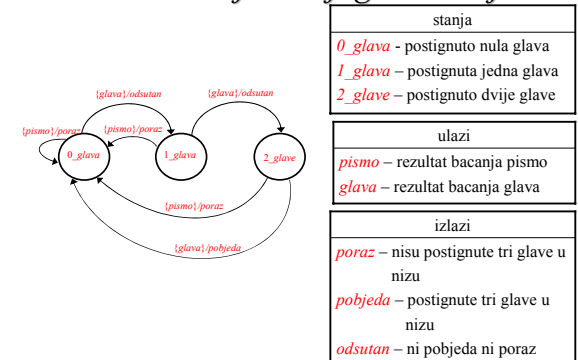 {glava}/odsutan
{glava}/odsutan
{pismo}/poraz
{pismo}/poraz
0_glava
1_glava
2_glave
{pismo}/poraz
{glava}/pobjeda
stanja
0_glava - postignuto nula glava
1_glava – postignuta jedna glava
2_glave – postignuto dvije glave
ulazi
pismo – rezultat bacanja pismo
glava – rezultat bacanja glava
izlazi
poraz – nisu postignute tri glave u
nizu
pobjeda – postignute tri glave u
nizu
odsutan – ni pobjeda ni poraz